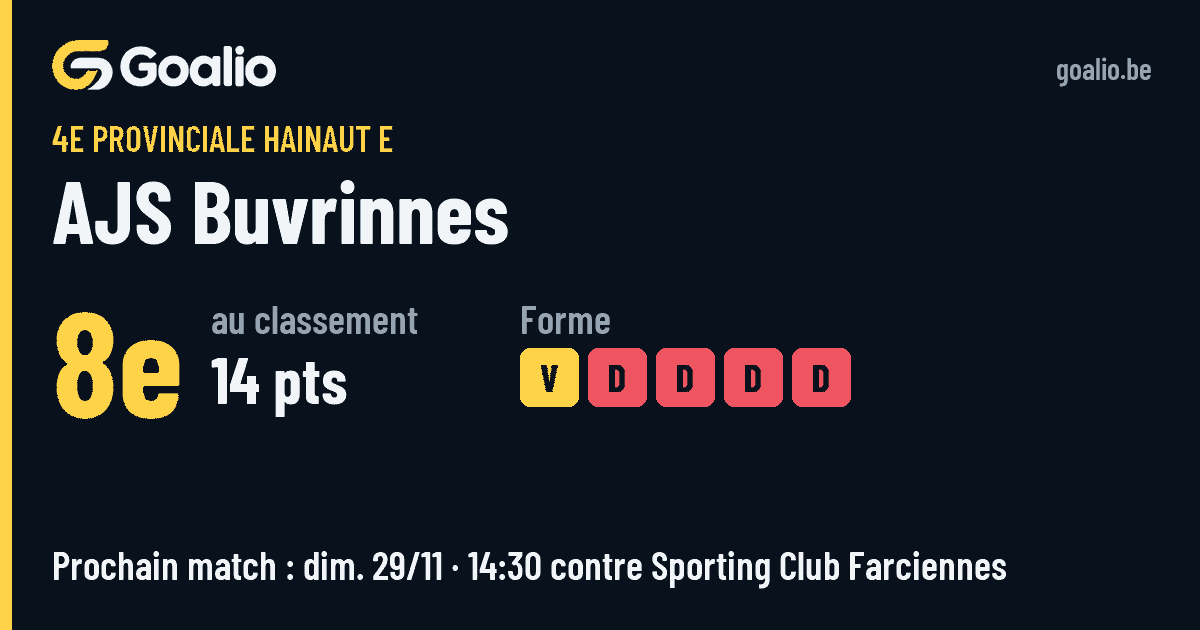 Goalio
goalio.be
4E PROVINCIALE HAINAUT E
AJS Buvrinnes
8e
au classement
14 pts
Forme
V D D D D
Prochain match : dim. 29/11 · 14:30 contre Sporting Club Farciennes